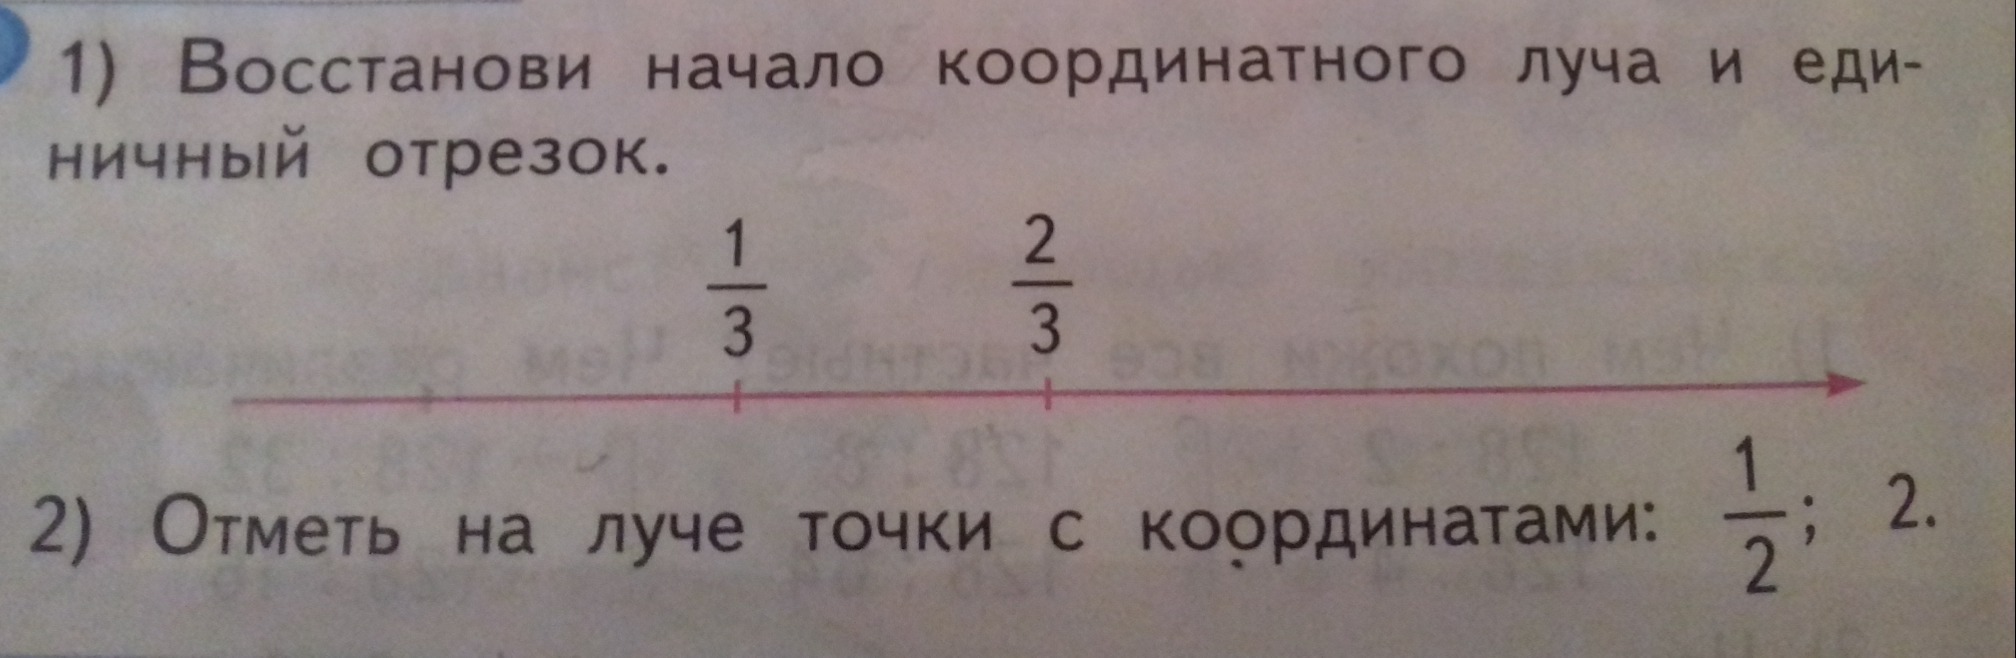 1) Восстанови начало координатного луча и еди-
ничный отрезок.
1/3 2/3
2) Отметь на луче точки с координатами: 1/2; 2.